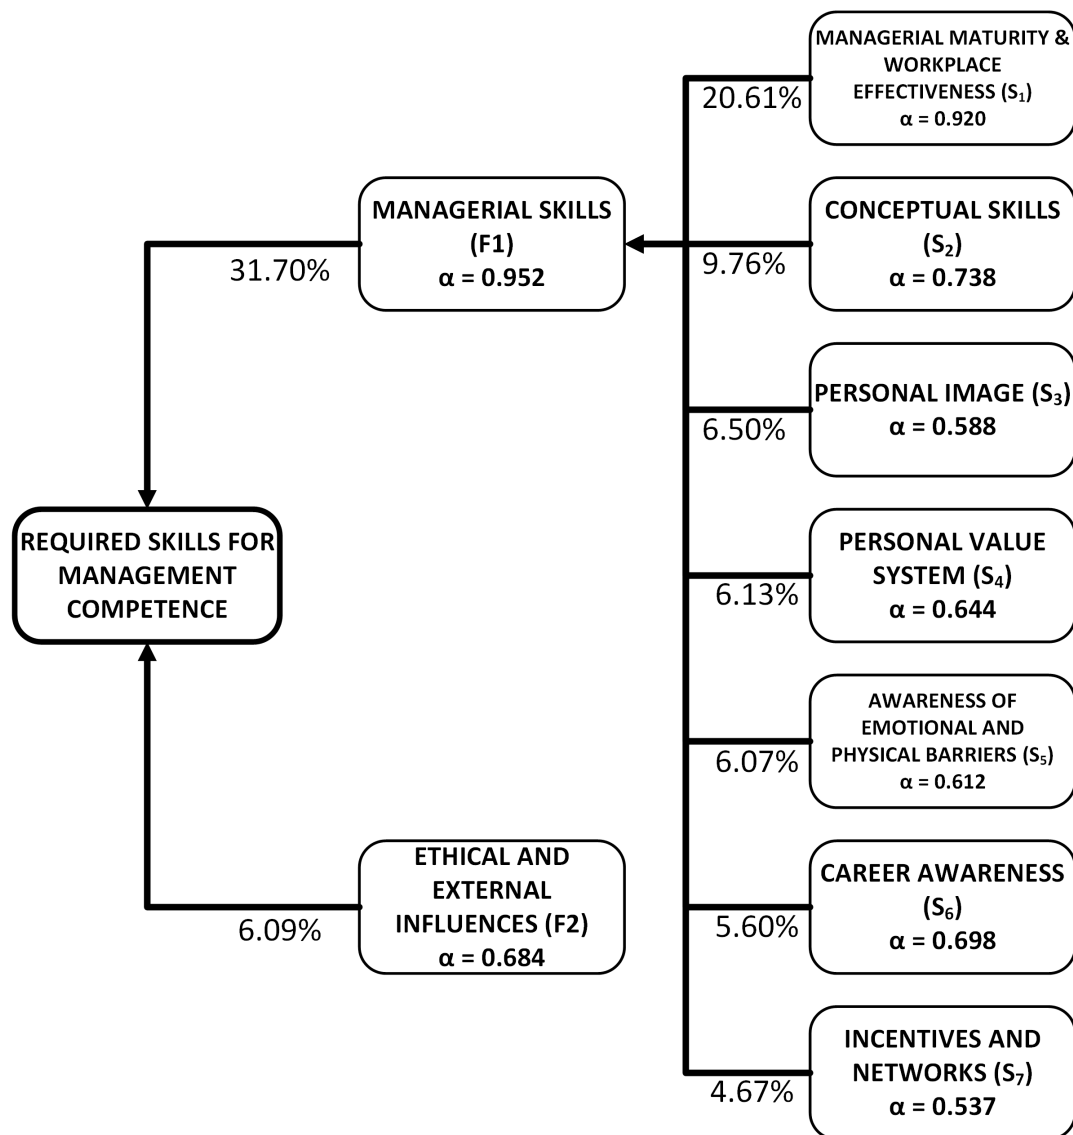 MANAGERIAL MATURITY &
WORKPLACE
EFFECTIVENESS (S₁)
α = 0.920
20.61%
MANAGERIAL SKILLS
(F1)
α = 0.952
31.70%
CONCEPTUAL SKILLS
(S₂)
α = 0.738
9.76%
PERSONAL IMAGE (S₃)
α = 0.588
6.50%
REQUIRED SKILLS FOR
MANAGEMENT
COMPETENCE
PERSONAL VALUE
SYSTEM (S₄)
α = 0.644
6.13%
AWARENESS OF
EMOTIONAL AND
PHYSICAL BARRIERS (S₅)
α = 0.612
6.07%
ETHICAL AND
EXTERNAL
INFLUENCES (F2)
α = 0.684
6.09%
CAREER AWARENESS
(S₆)
α = 0.698
5.60%
INCENTIVES AND
NETWORKS (S₇)
α = 0.537
4.67%